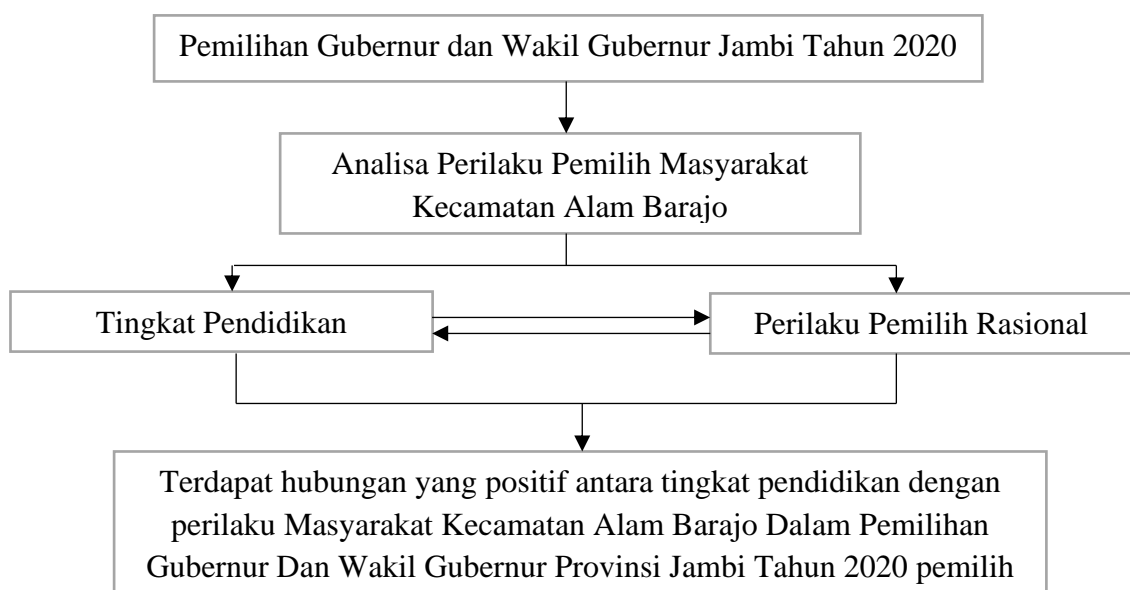 Pemilihan Gubernur dan Wakil Gubernur Jambi Tahun 2020
Analisa Perilaku Pemilih Masyarakat
Kecamatan Alam Barajo
Tingkat Pendidikan
Perilaku Pemilih Rasional
Terdapat hubungan yang positif antara tingkat pendidikan dengan
perilaku Masyarakat Kecamatan Alam Barajo Dalam Pemilihan
Gubernur Dan Wakil Gubernur Provinsi Jambi Tahun 2020 pemilih